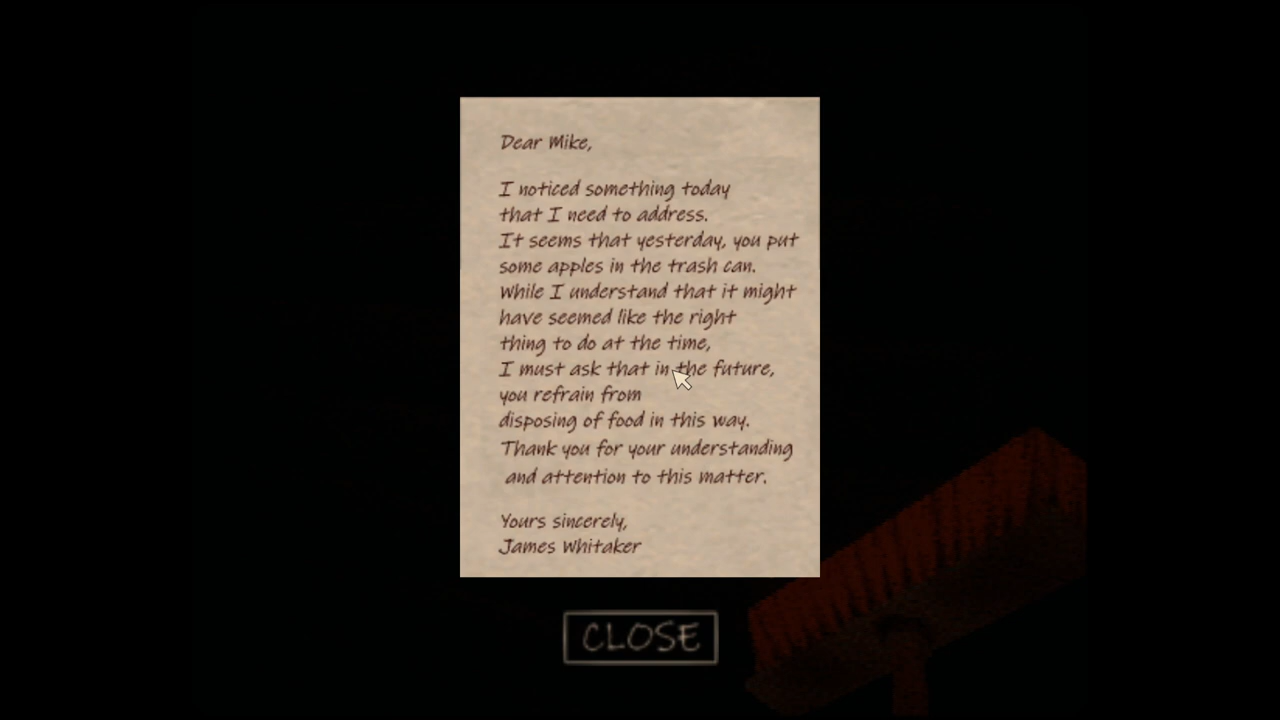 Dear Mike,
I noticed something today
that I need to address.
It seems that yesterday, you put
some apples in the trash can.
While I understand that it might
have seemed like the right
thing to do at the time,
I must ask that in the future,
you refrain from
disposing of food in this way.
Thank you for your understanding
and attention to this matter.
Yours sincerely,
James Whitaker
CLOSE